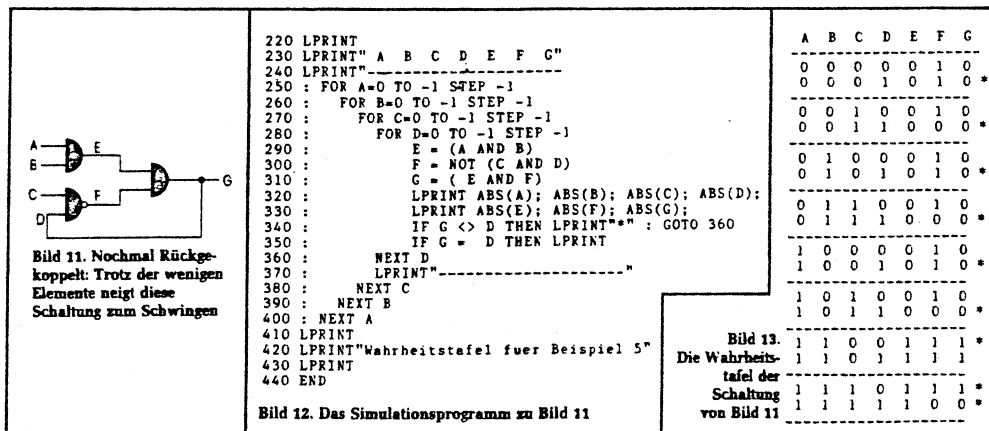 A
B
C
D
E
F
G
Bild 11. Nochmal Rückge-
koppelt: Trotz der wenigen
Elemente neigt diese
Schaltung zum Schwingen
220 LPRINT
230 LPRINT" A B C D E F G"
240 LPRINT"----------------------
250 : FOR A=0 TO -1 STEP -1
260 : FOR B=0 TO -1 STEP -1
270 : FOR C=0 TO -1 STEP -1
280 : FOR D=0 TO -1 STEP -1
290 : E = (A AND B)
300 : F = NOT (C AND D)
310 : G = ( E AND F)
320 : LPRINT ABS(A); ABS(B); ABS(C); ABS(D);
330 : LPRINT ABS(E); ABS(F); ABS(G);
340 : IF G <> D THEN LPRINT"*" : GOTO 360
350 : IF G = D THEN LPRINT
360 : NEXT D
370 : LPRINT"----------------------"
380 : NEXT C
390 : NEXT B
400 : NEXT A
410 LPRINT
420 LPRINT"Wahrheitstafel fuer Beispiel 5"
430 LPRINT
440 END
Bild 12. Das Simulationsprogramm zu Bild 11
A B C D E F G
0 0 0 0 0 1 0
0 0 0 1 0 1 0 *
0 0 1 0 0 1 0
0 0 1 1 0 0 0 *
0 1 0 0 0 1 0
0 1 0 1 0 1 0 *
0 1 1 0 0 1 0
0 1 1 1 0 0 0 *
1 0 0 0 0 1 0
1 0 0 1 0 1 0 *
1 0 1 0 0 1 0
1 0 1 1 0 0 0 *
1 1 0 0 1 1 1 *
1 1 0 1 1 1 1
1 1 1 0 1 1 1 *
1 1 1 1 1 0 0 *
Bild 13.
Die Wahrheits-
tafel der
Schaltung
von Bild 11